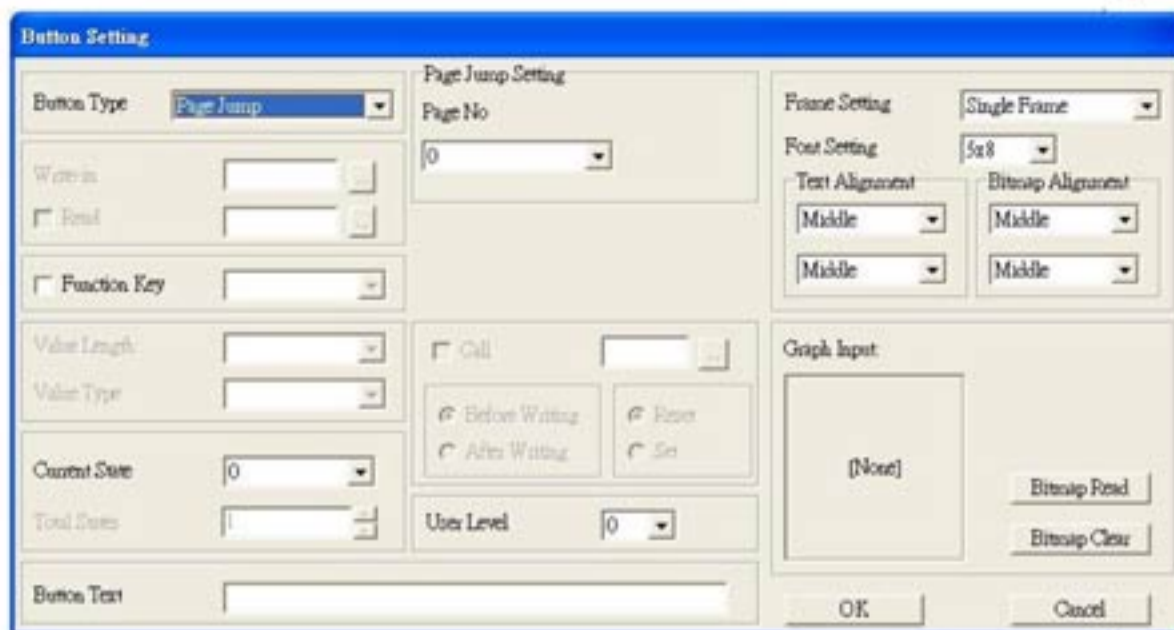 Button Setting
Button Type
Page Jump
Write in
Read
Function Key
Value Length
Value Type
Current State
0
Total States
1
Button Text
Page Jump Setting
Page No
0
Call
...
Before Writing
After Writing
Reset
Set
User Level
0
Frame Setting
Single Frame
Font Setting
5x8
Text Alignment
Middle
Middle
Bitmap Alignment
Middle
Middle
Graph Input
[None]
Bitmap Read
Bitmap Clear
OK
Cancel